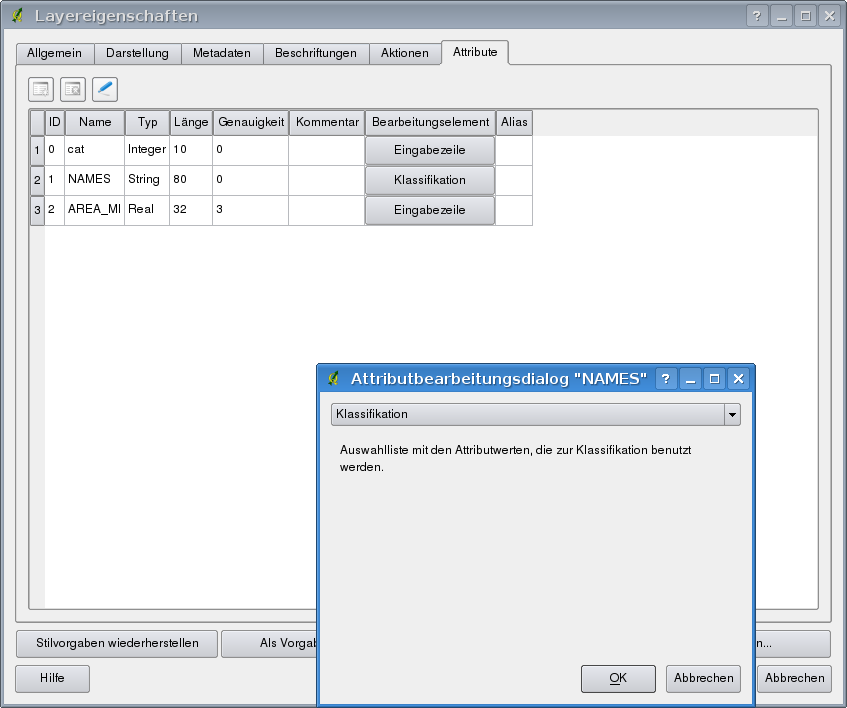 Layereigenschaften
Allgemein Darstellung Metadaten Beschriftungen Aktionen Attribute
ID Name Typ Länge Genauigkeit Kommentar Bearbeitungselement Alias
1 0 cat Integer 10 0 Eingabezeile
2 1 NAMES String 80 0 Klassifikation
3 2 AREA_MI Real 32 3 Eingabezeile
Attributbearbeitungsdialog "NAMES"
Klassifikation
Auswahlliste mit den Attributwerten, die zur Klassifikation benutzt
werden.
Stilvorgaben wiederherstellen Als Vorgab n...
Hilfe OK Abbrechen Abbrechen